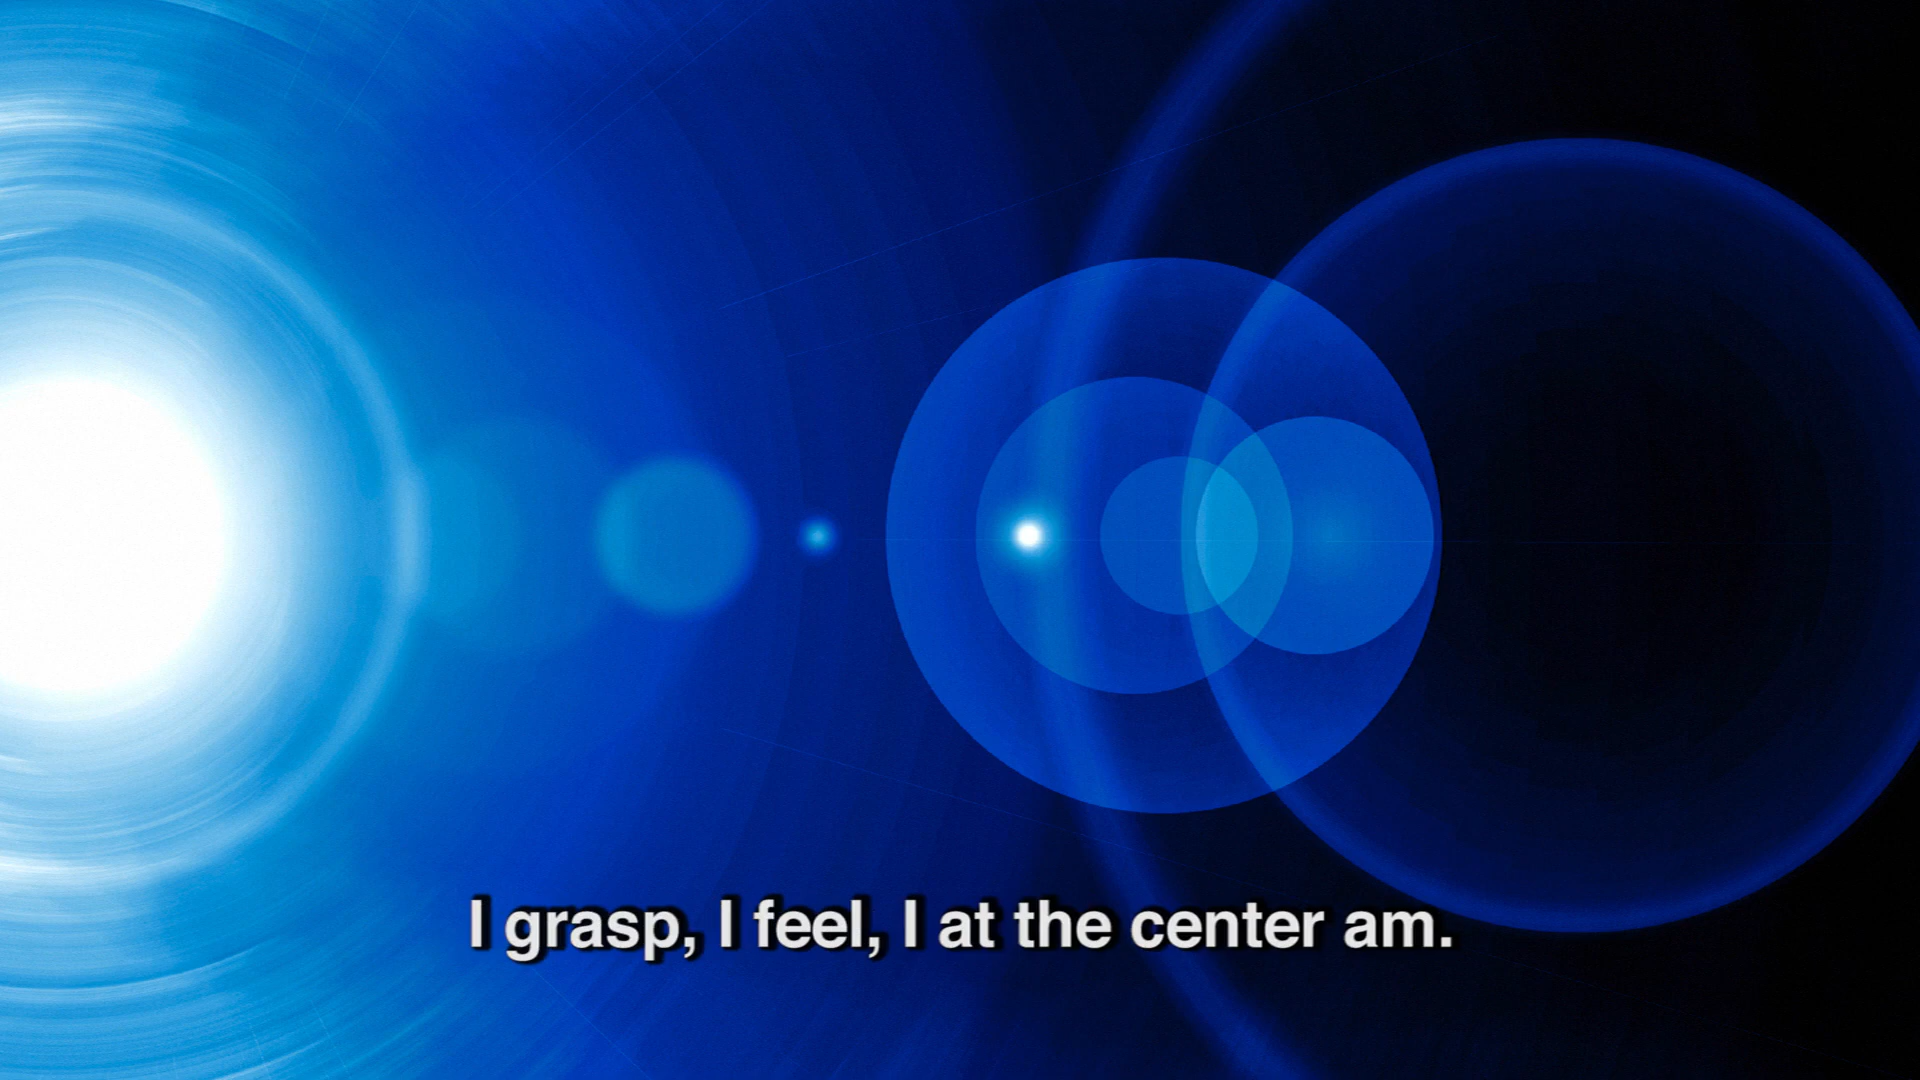 I grasp, I feel, I at the center am.